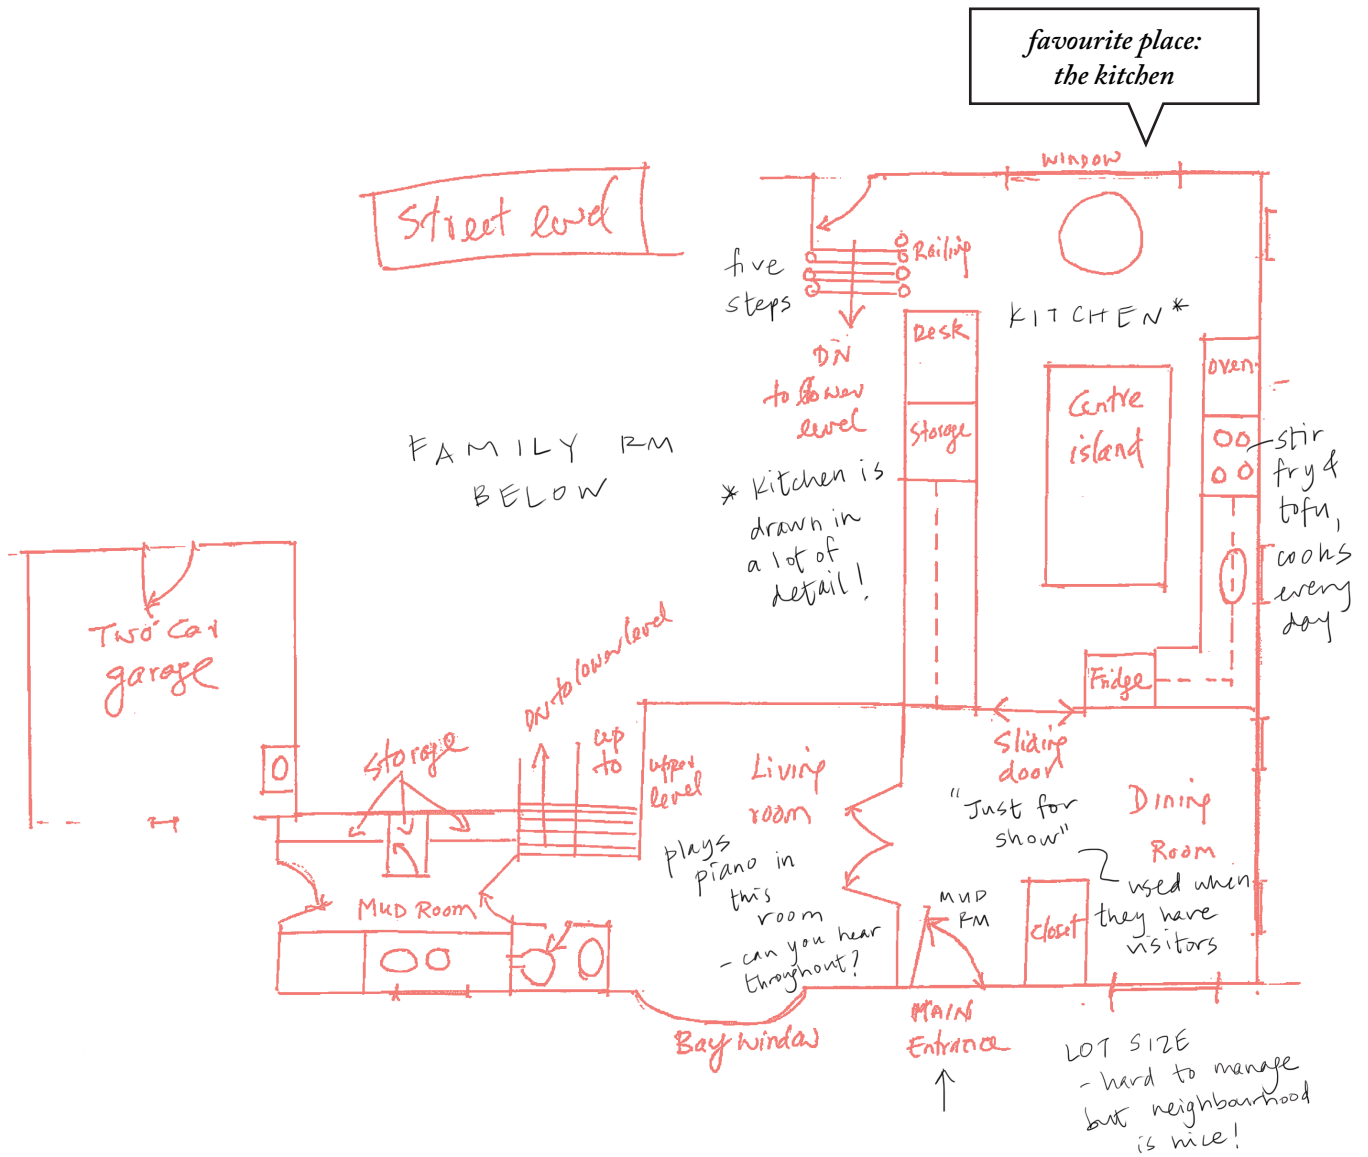 favourite place:
the kitchen
WINDOW
Street level
Railing
five
steps
KITCHEN*
Desk
DN
to lower
level
oven
Centre
island
Storage
stir
fry &
tofu,
cooks
every
day
FAMILY RM
BELOW
* Kitchen is
drawn in
a lot of
detail!
Two Car
garage
DN to lower level
up
to
upper
level
Fridge
Storage
Living
room
Sliding
door
"Just for
show"
Dining
Room
used when
they have
visitors
plays
piano in
this
room
- can you hear
throughout?
MUD
RM
Closet
MUD ROOM
Bay window
MAIN
Entrance
LOT SIZE
- hard to manage
but neighbourhood
is nice!